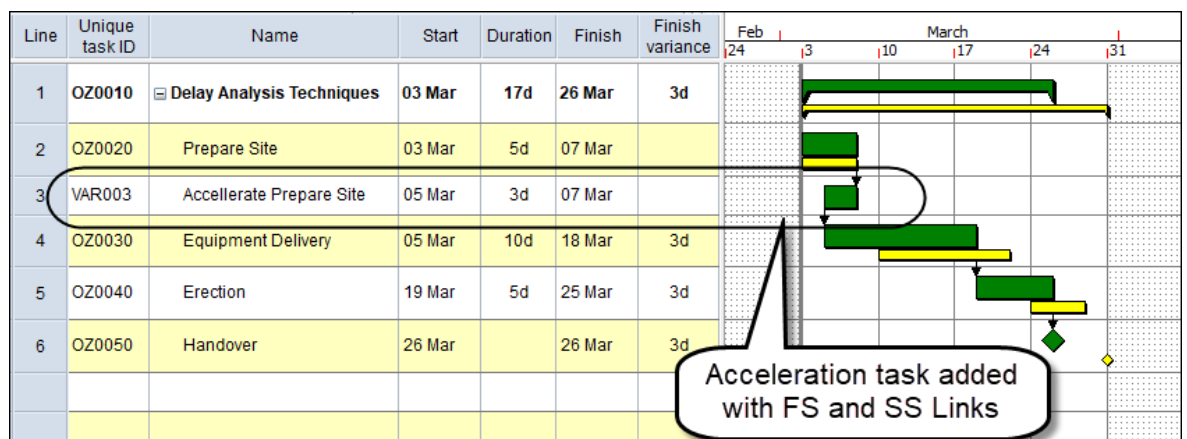 Line Unique task ID Name Start Duration Finish Finish variance Feb March
24 3 10 17 24 31
1 OZ0010 Delay Analysis Techniques 03 Mar 17d 26 Mar 3d
2 OZ0020 Prepare Site 03 Mar 5d 07 Mar
3 VAR003 Accellerate Prepare Site 05 Mar 3d 07 Mar
4 OZ0030 Equipment Delivery 05 Mar 10d 18 Mar 3d
5 OZ0040 Erection 19 Mar 5d 25 Mar 3d
6 OZ0050 Handover 26 Mar 26 Mar 3d
Acceleration task added
with FS and SS Links